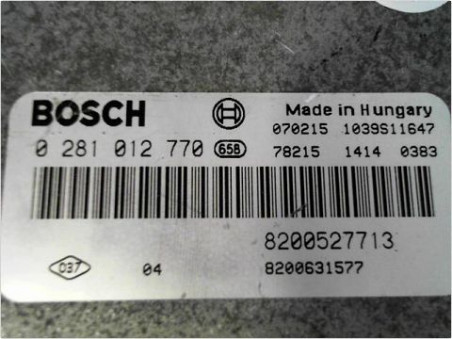 BOSCH Made in Hungary
070215 1039S11647
0 281 012 770 658 78215 1414 0383
8200527713
037 04 8200631577